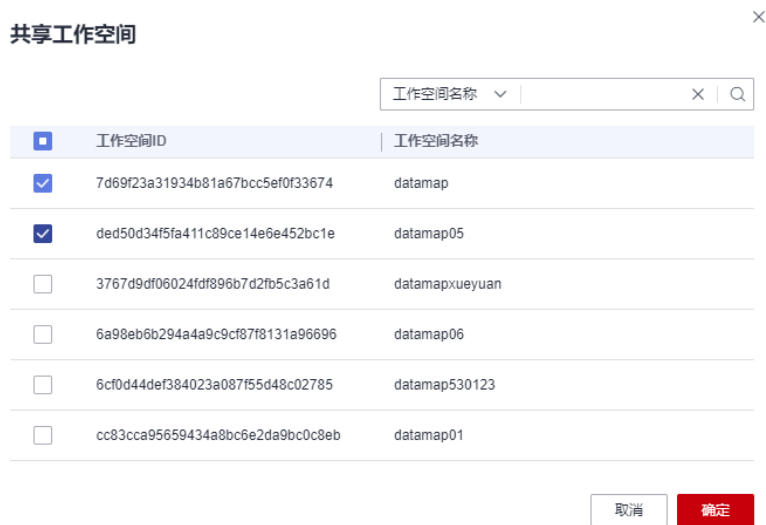 共享工作空间
工作空间名称
工作空间ID 工作空间名称
7d69f23a31934b81a67bcc5ef0f33674 datamap
ded50d34f5fa411c89ce14e6e452bc1e datamap05
3767d9df06024fdf896b7d2fb5c3a61d datamapxueyuan
6a98eb6b294a4a9c9cf87f8131a96696 datamap06
6cf0d44def384023a087f55d48c02785 datamap530123
cc83cca95659434a8bc6e2da9bc0c8eb datamap01
取消 确定